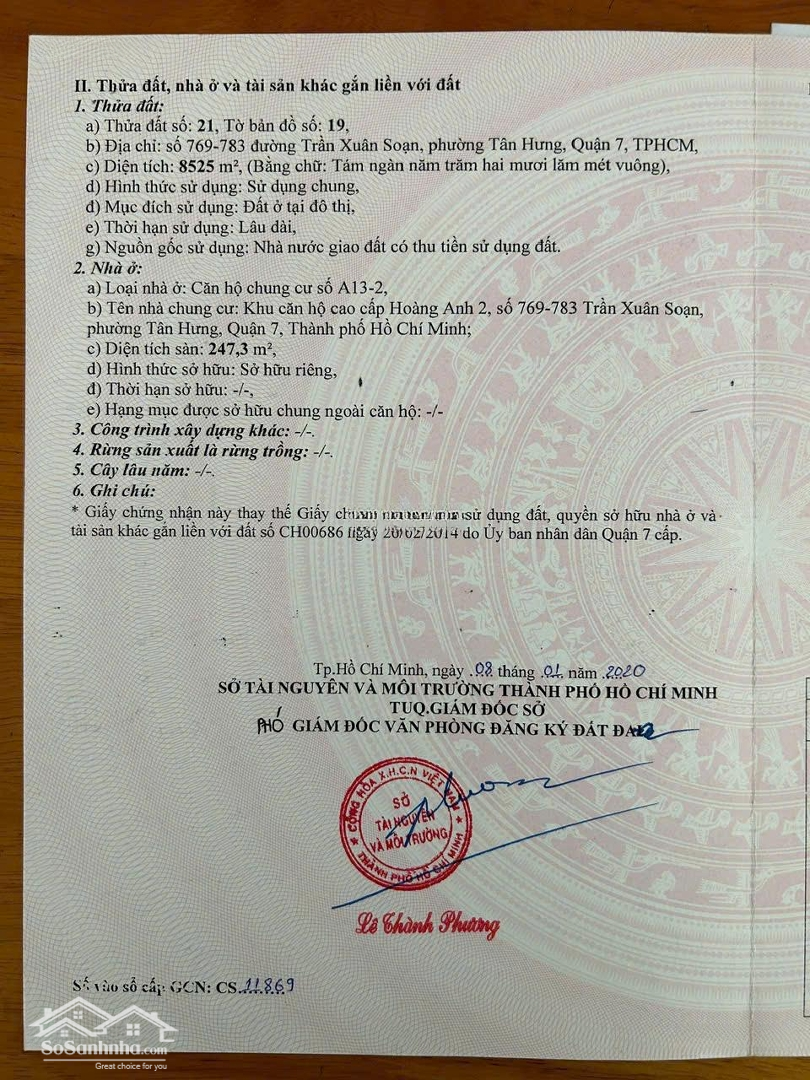 II. Thửa đất, nhà ở và tài sản khác gắn liền với đất
1. Thửa đất:
a) Thửa đất số: 21, Tờ bản đồ số: 19,
b) Địa chỉ: số 769-783 đường Trần Xuân Soạn, phường Tân Hưng, Quận 7, TPHCM,
c) Diện tích: 8525 m², (Bằng chữ: Tám ngàn năm trăm hai mươi lăm mét vuông),
d) Hình thức sử dụng: Sử dụng chung,
đ) Mục đích sử dụng: Đất ở tại đô thị,
e) Thời hạn sử dụng: Lâu dài,
g) Nguồn gốc sử dụng: Nhà nước giao đất có thu tiền sử dụng đất.
2. Nhà ở:
a) Loại nhà ở: Căn hộ chung cư số A13-2,
b) Tên nhà chung cư: Khu căn hộ cao cấp Hoàng Anh 2, số 769-783 Trần Xuân Soạn,
phường Tân Hưng, Quận 7, Thành phố Hồ Chí Minh;
c) Diện tích sàn: 247,3 m²,
d) Hình thức sở hữu: Sở hữu riêng,
đ) Thời hạn sở hữu: -/-,
e) Hạng mục được sở hữu chung ngoài căn hộ: -/-
3. Công trình xây dựng khác: -/-.
4. Rừng sản xuất là rừng trồng: -/-.
5. Cây lâu năm: -/-.
6. Ghi chú:
* Giấy chứng nhận này thay thế Giấy sử dụng đất, quyền sở hữu nhà ở và
tài sản khác gắn liền với đất số CH00686 ngày 20/02/2014 do Ủy ban nhân dân Quận 7 cấp.
Tp.Hồ Chí Minh, ngày 08 tháng 01 năm 2020
SỞ TÀI NGUYÊN VÀ MÔI TRƯỜNG THÀNH PHỐ HỒ CHÍ MINH
TUQ.GIÁM ĐỐC SỞ
PHÓ GIÁM ĐỐC VĂN PHÒNG ĐĂNG KÝ ĐẤT ĐAI
CỘNG HÒA X.H.C.N VIỆT NAM
SỞ
TÀI NGUYÊN
VÀ MÔI TRƯỜNG
THÀNH PHỐ HỒ CHÍ MINH
Lê Thành Phương
Số vào sổ cấp GCN: CS 11869
SoSanhnha.com
Great choice for you